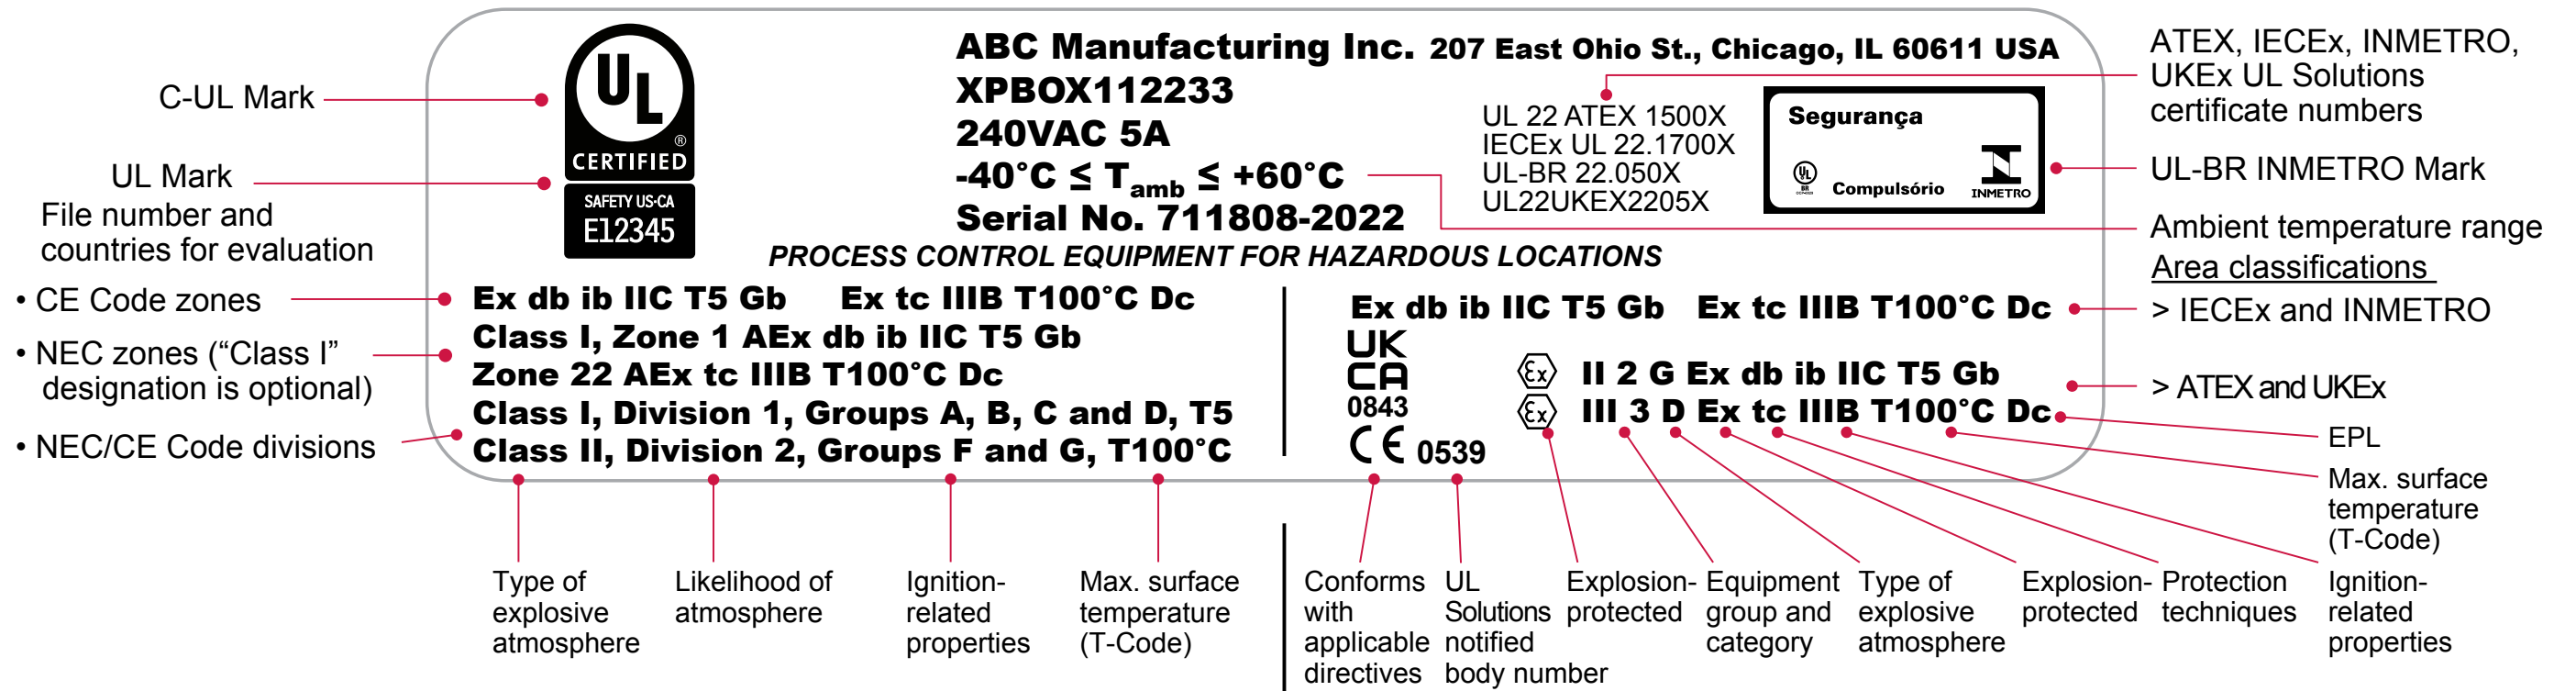 C-UL Mark
UL Mark
File number and
countries for evaluation
• CE Code zones
• NEC zones (“Class I”
designation is optional)
• NEC/CE Code divisions
UL
®
CERTIFIED
SAFETY US-CA
E12345
ABC Manufacturing Inc. 207 East Ohio St., Chicago, IL 60611 USA
XPBOX112233
240VAC 5A
-40°C ≤ Tamb ≤ +60°C
Serial No. 711808-2022
UL 22 ATEX 1500X
IECEx UL 22.1700X
UL-BR 22.050X
UL22UKEX2205X
Segurança
UL
BR
Compulsório
INMETRO
PROCESS CONTROL EQUIPMENT FOR HAZARDOUS LOCATIONS
Ex db ib IIC T5 Gb Ex tc IIIB T100°C Dc
Class I, Zone 1 AEx db ib IIC T5 Gb
Zone 22 AEx tc IIIB T100°C Dc
Class I, Division 1, Groups A, B, C and D, T5
Class II, Division 2, Groups F and G, T100°C
Ex db ib IIC T5 Gb Ex tc IIIB T100°C Dc
UK
CA
0843
CE 0539
Ex II 2 G Ex db ib IIC T5 Gb
Ex III 3 D Ex tc IIIB T100°C Dc
ATEX, IECEx, INMETRO,
UKEx UL Solutions
certificate numbers
UL-BR INMETRO Mark
Ambient temperature range
Area classifications
> IECEx and INMETRO
> ATEX and UKEx
EPL
Max. surface
temperature
(T-Code)
Type of
explosive
atmosphere
Likelihood of
atmosphere
Ignition-
related
properties
Max. surface
temperature
(T-Code)
Conforms
with
applicable
directives
UL
Solutions
notified
body number
Explosion-
protected
Equipment
group and
category
Type of
explosive
atmosphere
Explosion-
protected
Protection
techniques
Ignition-
related
properties